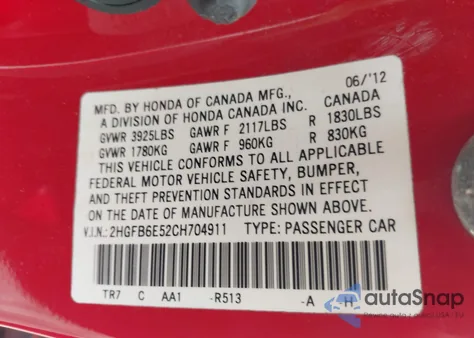 06/'12
MFD. BY HONDA OF CANADA MFG., CANADA
A DIVISION OF HONDA CANADA INC.
GVWR 3925LBS GAWR F 2117LBS R 1830LBS
GVWR 1780KG GAWR F 960KG R 830KG
THIS VEHICLE CONFORMS TO ALL APPLICABLE
FEDERAL MOTOR VEHICLE SAFETY, BUMPER,
AND THEFT PREVENTION STANDARDS IN EFFECT
ON THE DATE OF MANUFACTURE SHOWN ABOVE.
V.I.N.: 2HGFB6E52CH704911 TYPE: PASSENGER CAR
TR7 C AA1 -R513 -A -H
autoSnap